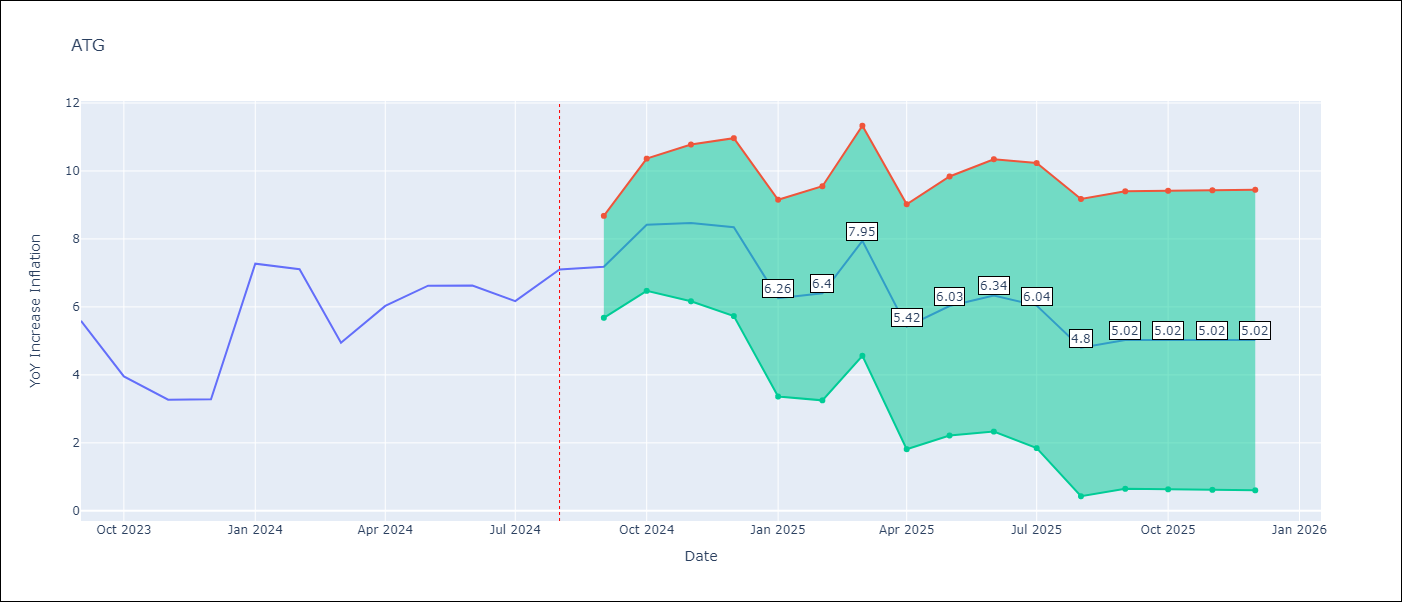 ATG
YoY Increase Inflation
12
10
8
6
4
2
0
7.95
6.26
6.4
5.42
6.03
6.34
6.04
4.8
5.02
5.02
5.02
5.02
Oct 2023
Jan 2024
Apr 2024
Jul 2024
Oct 2024
Jan 2025
Apr 2025
Jul 2025
Oct 2025
Jan 2026
Date